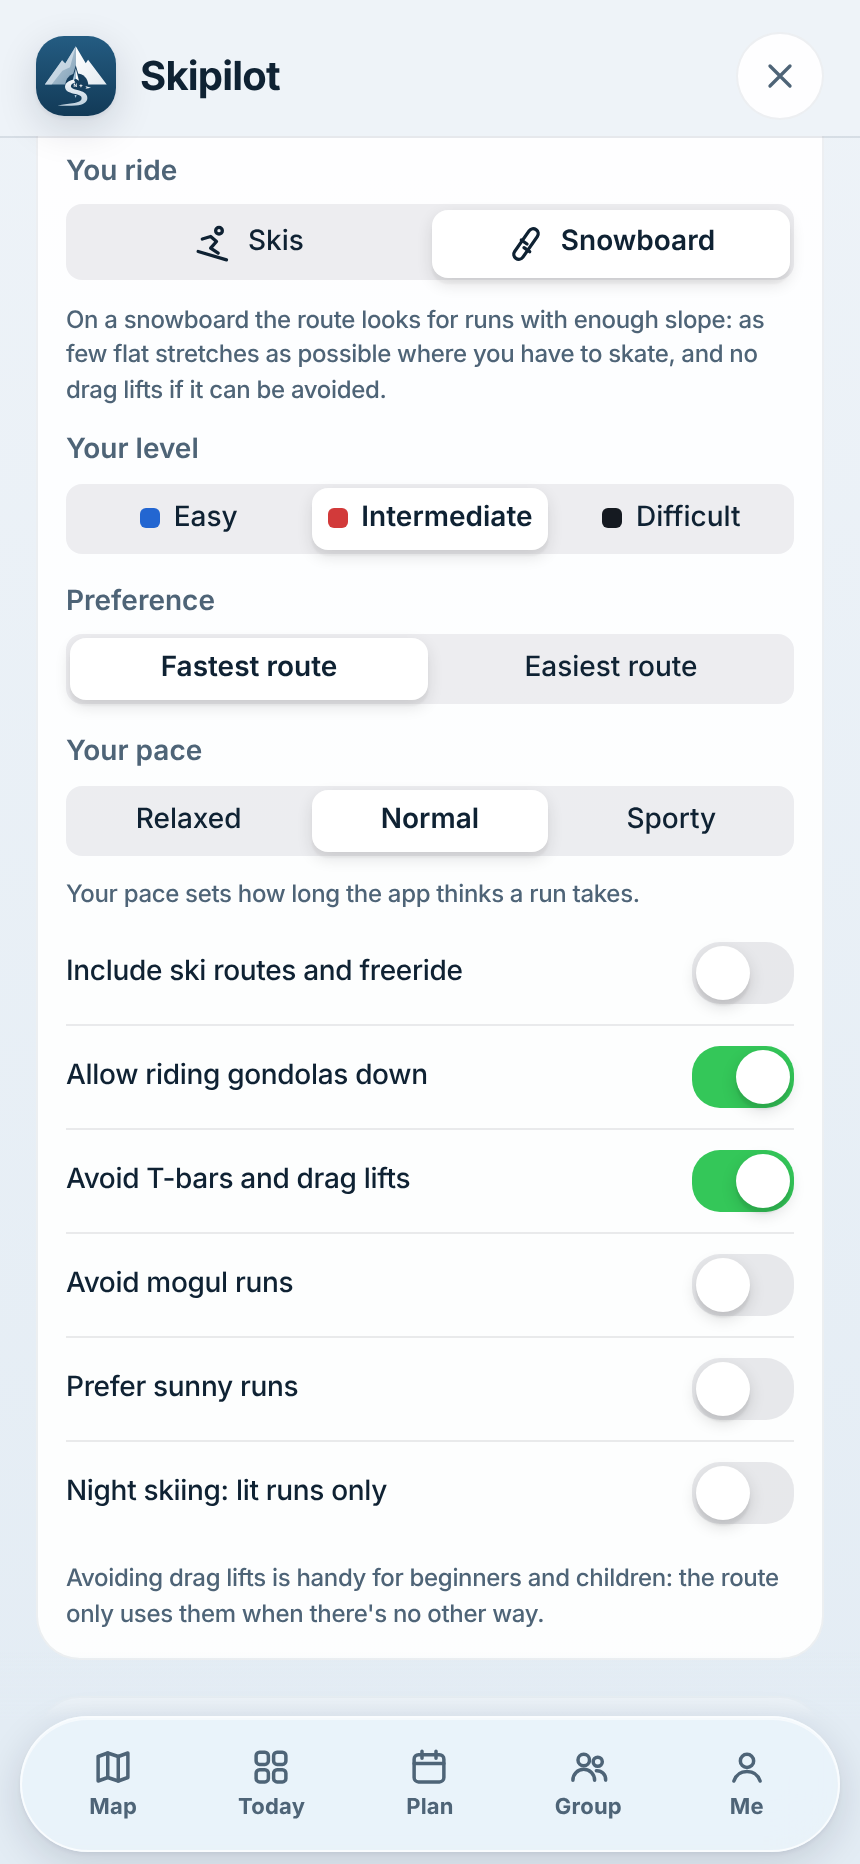 Skipilot
You ride
Skis
Snowboard
On a snowboard the route looks for runs with enough slope: as
few flat stretches as possible where you have to skate, and no
drag lifts if it can be avoided.
Your level
Easy
Intermediate
Difficult
Preference
Fastest route
Easiest route
Your pace
Relaxed
Normal
Sporty
Your pace sets how long the app thinks a run takes.
Include ski routes and freeride
Allow riding gondolas down
Avoid T-bars and drag lifts
Avoid mogul runs
Prefer sunny runs
Night skiing: lit runs only
Avoiding drag lifts is handy for beginners and children: the route
only uses them when there's no other way.
Map
Today
Plan
Group
Me